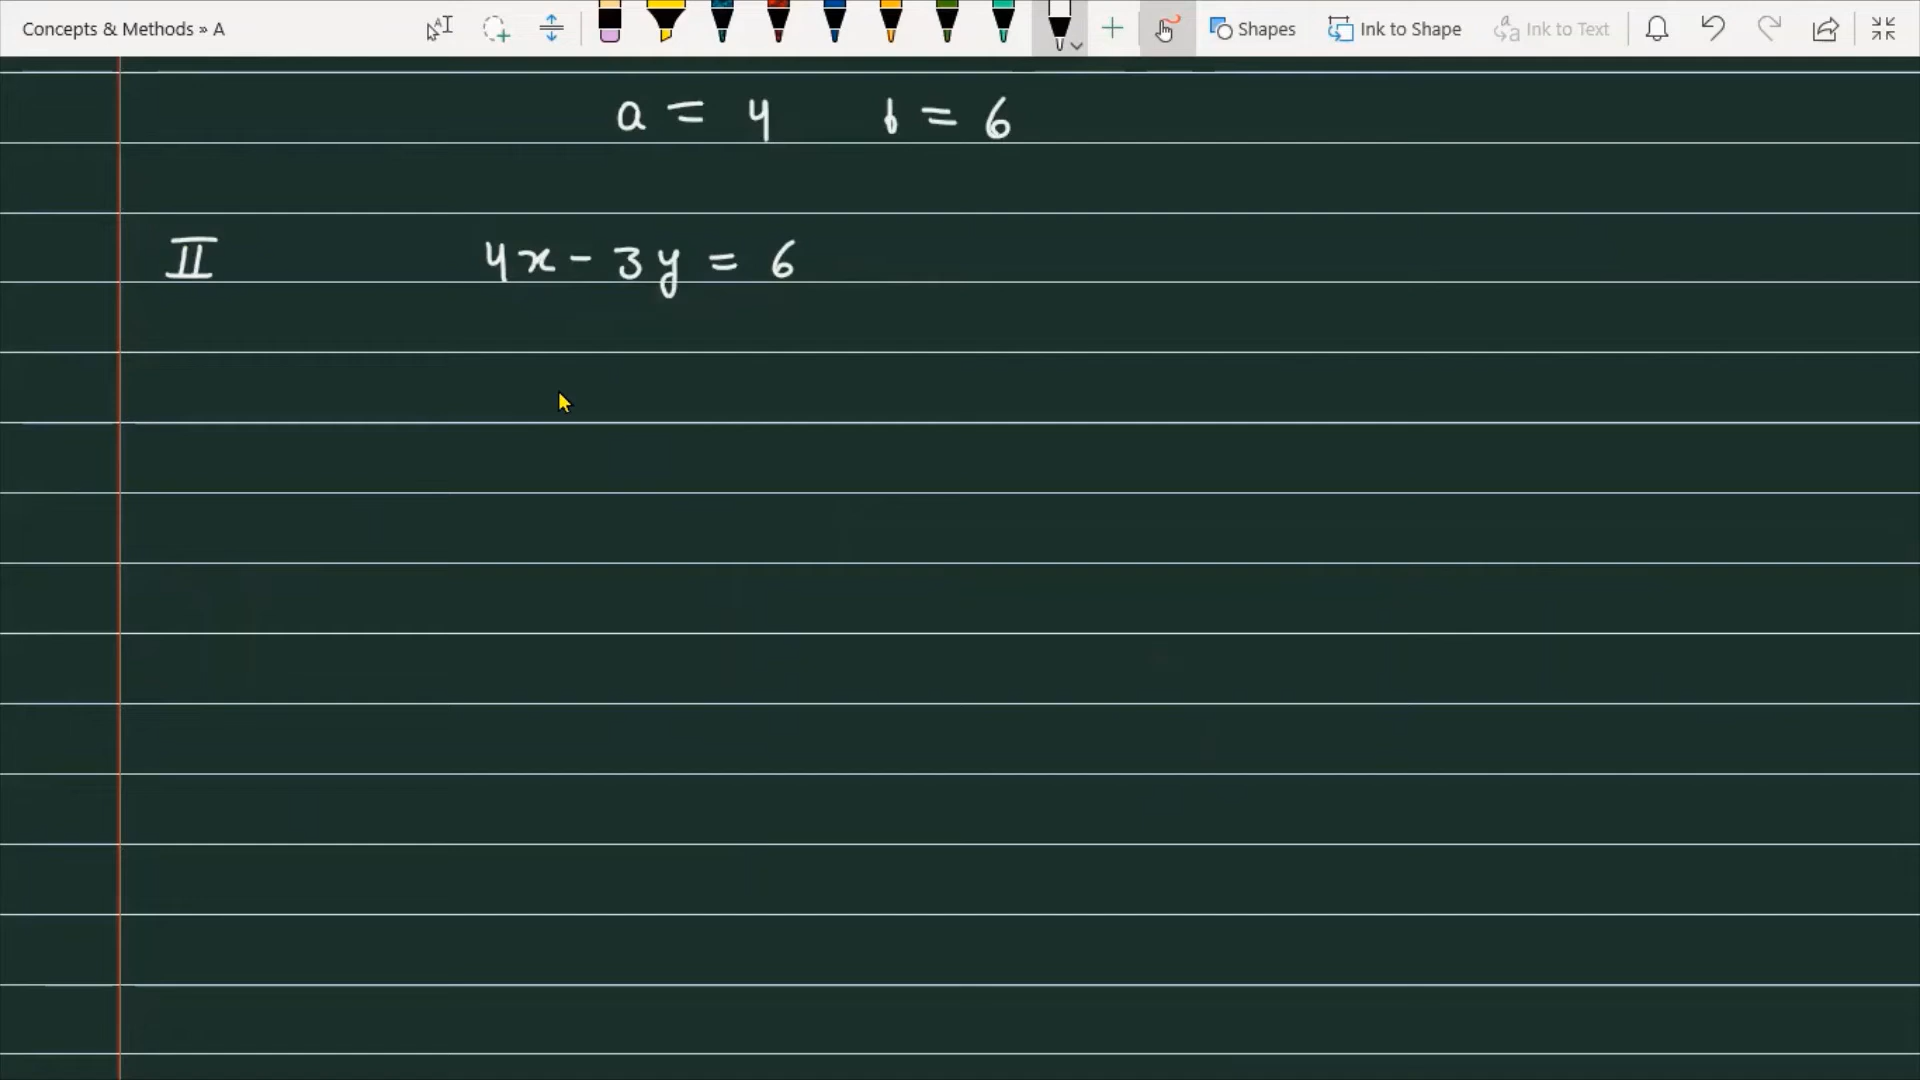 Concepts & Methods » A
Shapes
Ink to Shape
Ink to Text
a = 4 b = 6
II 4x - 3y = 6